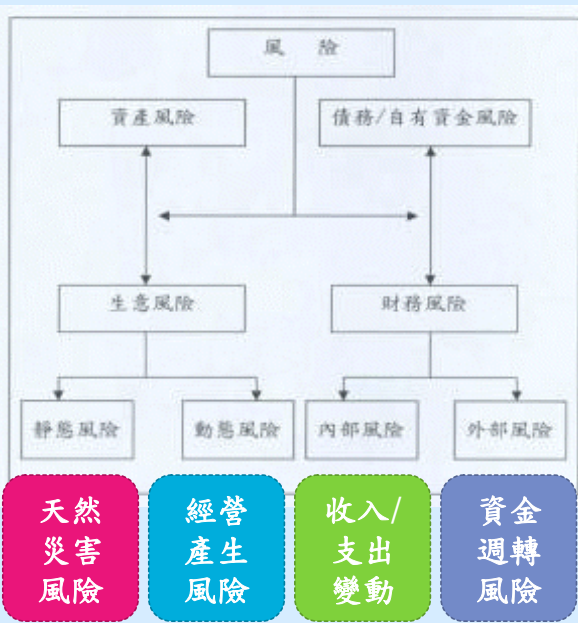 風 險
資產風險
債務/自有資金風險
生意風險
財務風險
靜態風險
動態風險
內部風險
外部風險
天然
災害
風險
經營
產生
風險
收入/
支出
變動
資金
週轉
風險